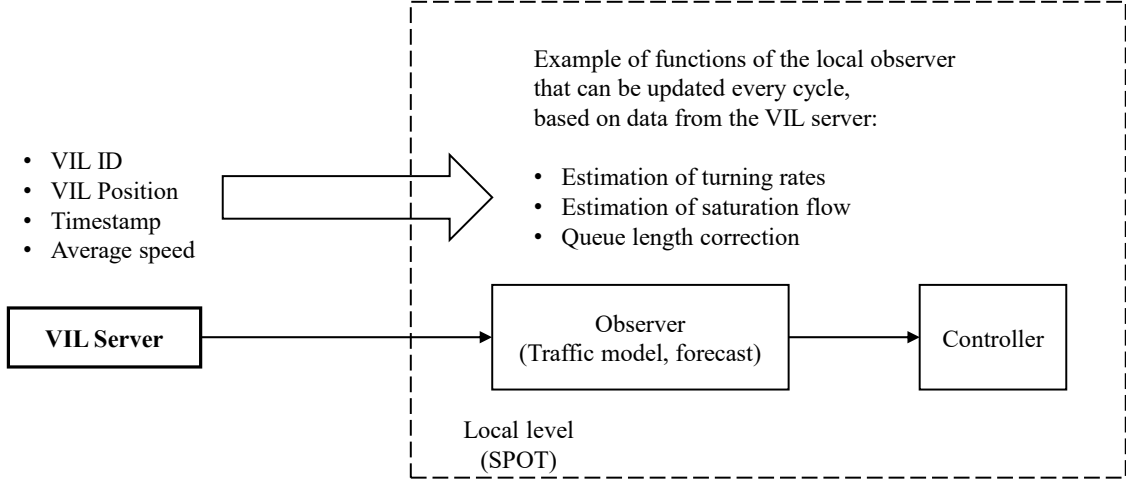 Example of functions of the local observer
that can be updated every cycle,
based on data from the VIL server:
• VIL ID
• VIL Position
• Timestamp
• Average speed
• Estimation of turning rates
• Estimation of saturation flow
• Queue length correction
VIL Server
Observer
(Traffic model, forecast)
Controller
Local level
(SPOT)